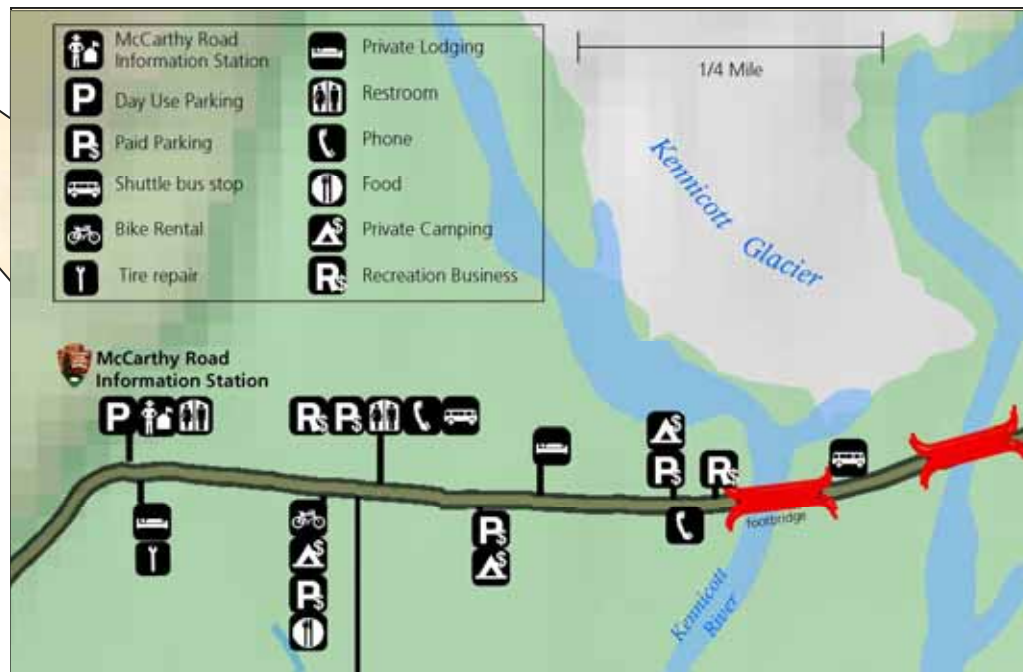 McCarthy Road
Information Station
P Day Use Parking
P$ Paid Parking
Shuttle bus stop
Bike Rental
Tire repair
Private Lodging
Restroom
Phone
Food
$ Private Camping
R$ Recreation Business
1/4 Mile
Kennicott Glacier
McCarthy Road
Information Station
P
R$ P$
$
P$
P$
$
$
P$
R$
footbridge
Kennicott
River